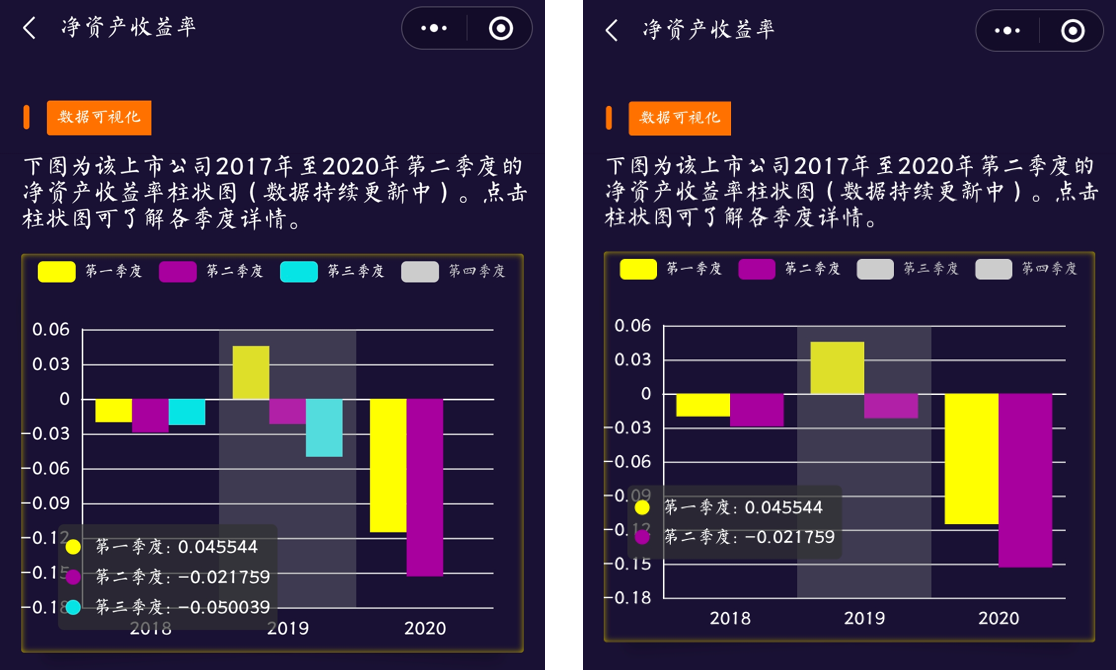 净资产收益率
数据可视化
下图为该上市公司2017年至2020年第二季度的
净资产收益率柱状图（数据持续更新中）。点击
柱状图可了解各季度详情。
第一季度 第二季度 第三季度 第四季度
0.06
0.03
0
-0.03
-0.06
-0.09
-0.12
-0.15
-0.18
第一季度: 0.045544
第二季度: -0.021759
第三季度: -0.050039
2018 2019 2020
净资产收益率
数据可视化
下图为该上市公司2017年至2020年第二季度的
净资产收益率柱状图（数据持续更新中）。点击
柱状图可了解各季度详情。
第一季度 第二季度 第三季度 第四季度
0.06
0.03
0
-0.03
-0.06
-0.09
-0.12
-0.15
-0.18
第一季度: 0.045544
第二季度: -0.021759
2018 2019 2020